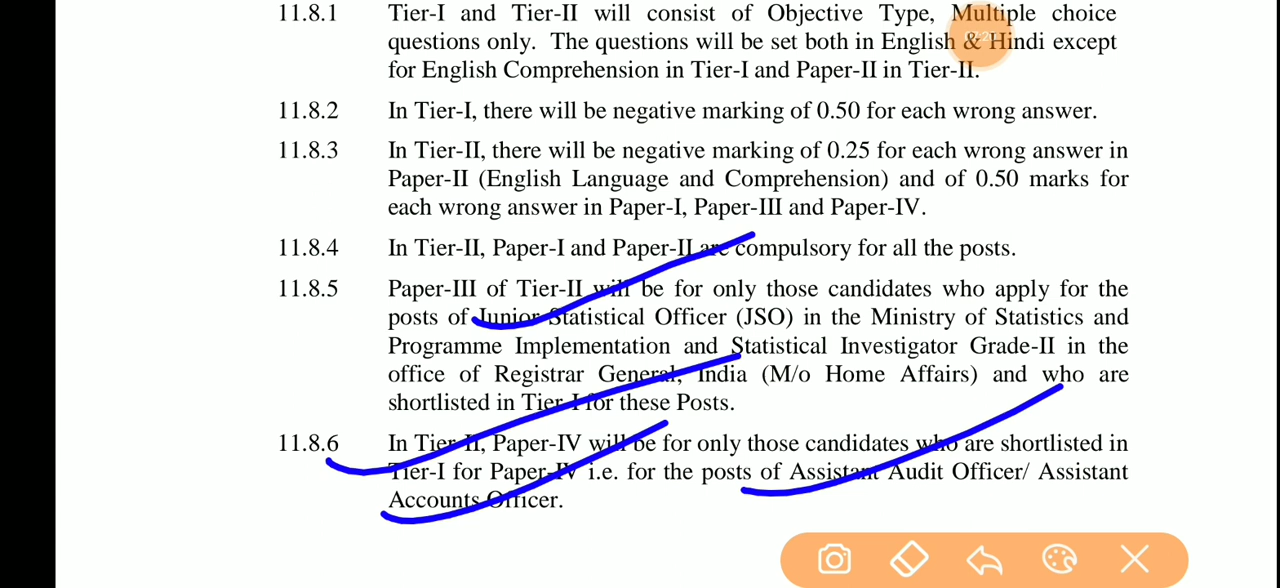 11.8.1 Tier-I and Tier-II will consist of Objective Type, Multiple choice
questions only. The questions will be set both in English & Hindi except
for English Comprehension in Tier-I and Paper-II in Tier-II.
11.8.2 In Tier-I, there will be negative marking of 0.50 for each wrong answer.
11.8.3 In Tier-II, there will be negative marking of 0.25 for each wrong answer in
Paper-II (English Language and Comprehension) and of 0.50 marks for
each wrong answer in Paper-I, Paper-III and Paper-IV.
11.8.4 In Tier-II, Paper-I and Paper-II are compulsory for all the posts.
11.8.5 Paper-III of Tier-II will be for only those candidates who apply for the
posts of Junior Statistical Officer (JSO) in the Ministry of Statistics and
Programme Implementation and Statistical Investigator Grade-II in the
office of Registrar General, India (M/o Home Affairs) and who are
shortlisted in Tier-I for these Posts.
11.8.6 In Tier-II, Paper-IV will be for only those candidates who are shortlisted in
Tier-I for Paper-IV i.e. for the posts of Assistant Audit Officer/ Assistant
Accounts Officer.